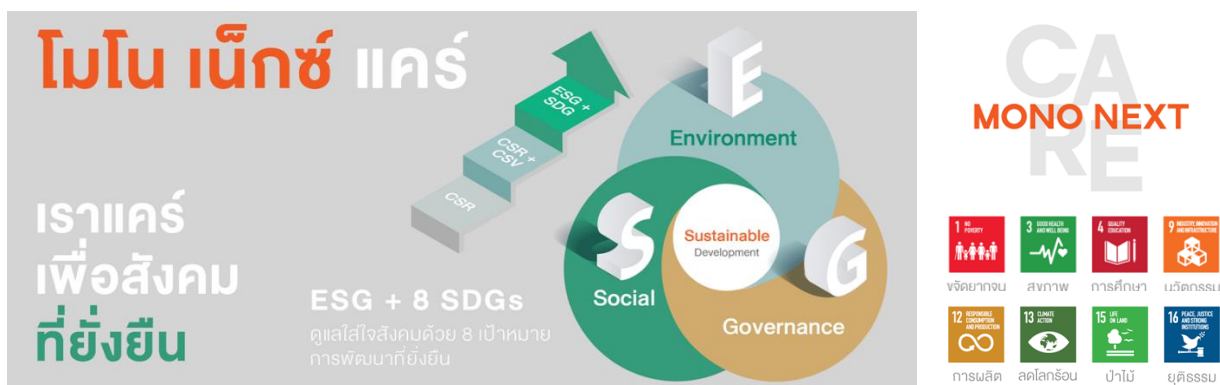 โมโน เน็กซ์ แคร์
เราแคร์
เพื่อสังคม
ที่ยั่งยืน
CSR
CSR +
CSV
ESG +
SDG
ESG + 8 SDGs
ดูแลใส่ใจสังคมด้วย 8 เป้าหมาย
การพัฒนาที่ยั่งยืน
E
Environment
S
Social
G
Governance
Sustainable
Development
CA
MONO NEXT
RE
1 NO
POVERTY
ขจัดยากจน
3 GOOD HEALTH
AND WELL BEING
สุขภาพ
4 QUALITY
EDUCATION
การศึกษา
9 INDUSTRY, INNOVATION
AND INFRASTRUCTURE
นวัตกรรม
12 RESPONSIBLE
CONSUMPTION
AND PRODUCTION
การผลิต
13 CLIMATE
ACTION
ลดโลกร้อน
15 LIFE
ON LAND
ป่าไม้
16 PEACE, JUSTICE
AND STRONG
INSTITUTIONS
ยุติธรรม